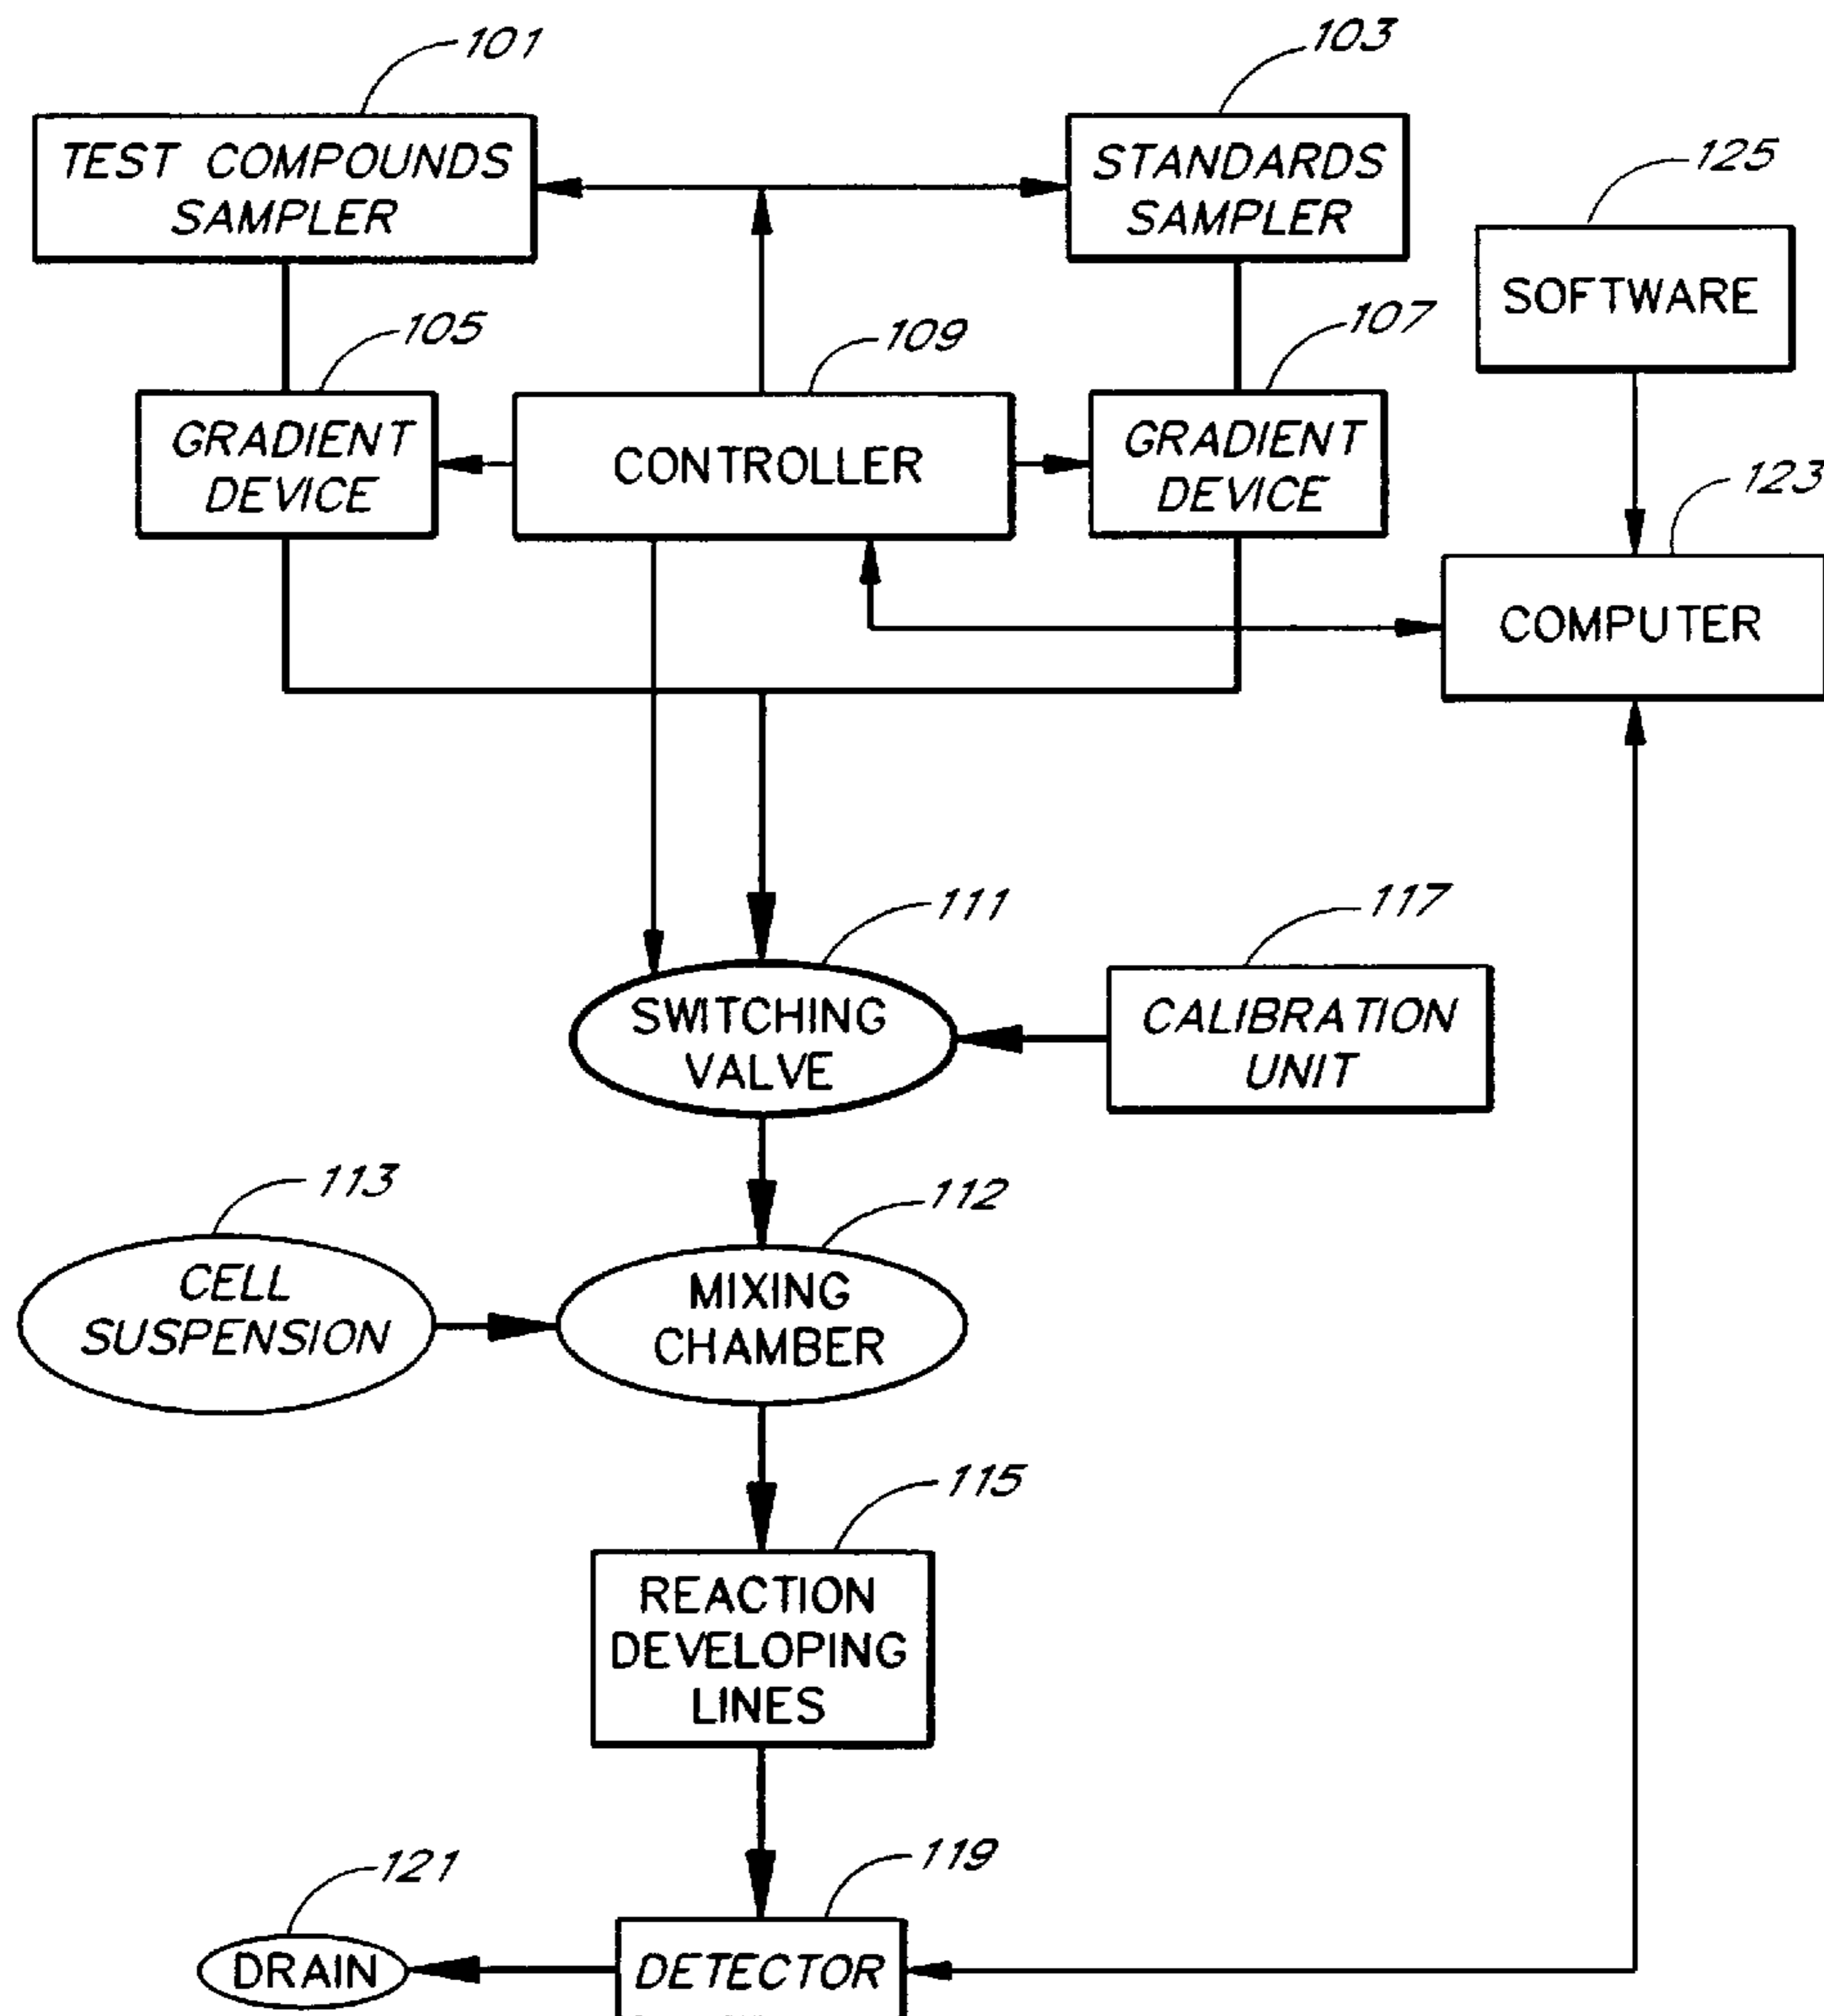 101
103
TEST COMPOUNDS
SAMPLER
STANDARDS
SAMPLER
125
SOFTWARE
105
109
107
GRADIENT
DEVICE
CONTROLLER
GRADIENT
DEVICE
123
COMPUTER
111
117
SWITCHING
VALVE
CALIBRATION
UNIT
113
112
CELL
SUSPENSION
MIXING
CHAMBER
115
REACTION
DEVELOPING
LINES
121
119
DRAIN
DETECTOR